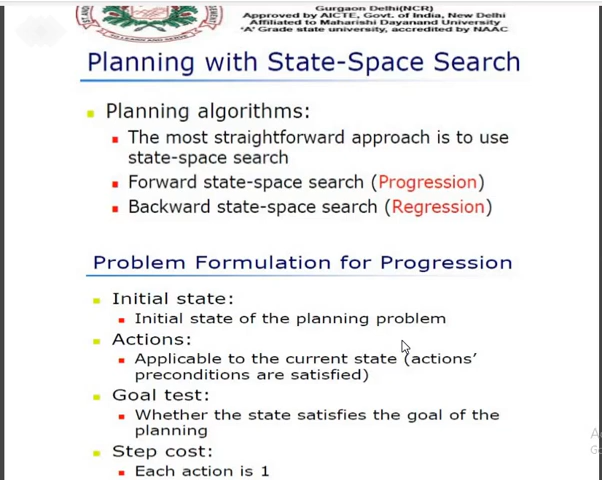 Gurgaon Delhi(NCR)
Approved by AICTE, Govt. of India, New Delhi
Affiliated to Maharishi Dayanand University
'A' Grade state university, accredited by NAAC
Planning with State-Space Search
Planning algorithms:
The most straightforward approach is to use
state-space search
Forward state-space search (Progression)
Backward state-space search (Regression)
Problem Formulation for Progression
Initial state:
Initial state of the planning problem
Actions:
Applicable to the current state (actions'
preconditions are satisfied)
Goal test:
Whether the state satisfies the goal of the
planning
Step cost:
Each action is 1